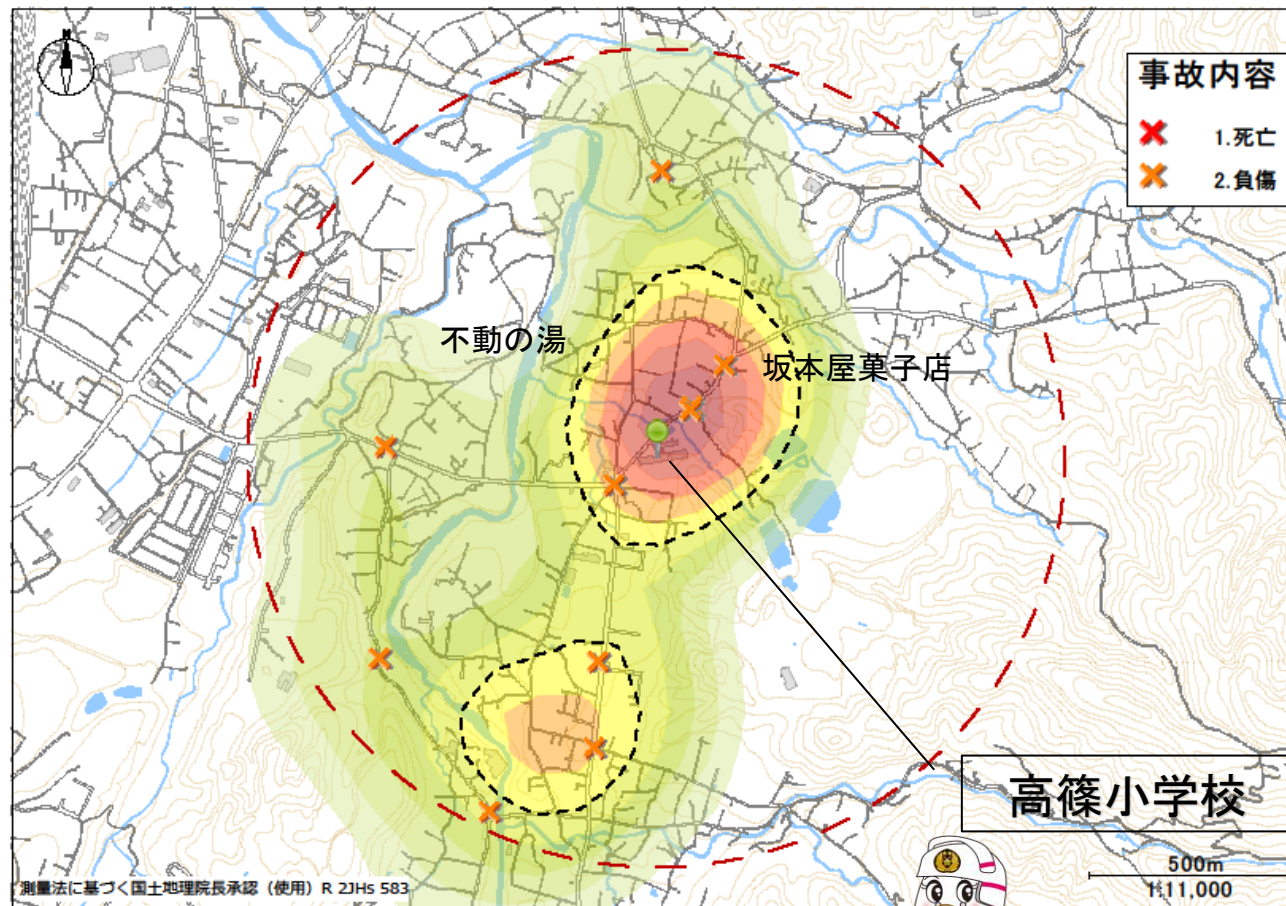 N
事故内容
1.死亡
2.負傷
不動の湯
坂本屋菓子店
高篠小学校
500m
1:11,000
測量法に基づく国土地理院長承認（使用）R 2JHs 583